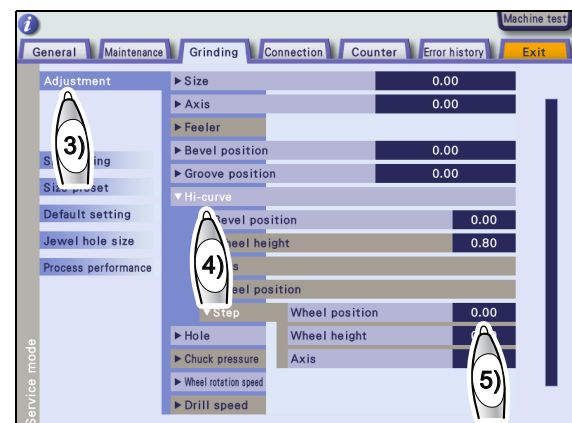 i
Machine test
General Maintenance Grinding Connection Counter Error history Exit
Adjustment
▶ Size 0.00
▶ Axis 0.00
▶ Feeler
▶ Bevel position 0.00
▶ Groove position 0.00
▼ Hi-curve
Bevel position 0.00
height 0.80
▼ Step Wheel position 0.00
▶ Hole Wheel height
▶ Chuck pressure Axis
▶ Wheel rotation speed
▶ Drill speed
3)
Default setting
Jewel hole size
Process performance
4)
5)
Service mode